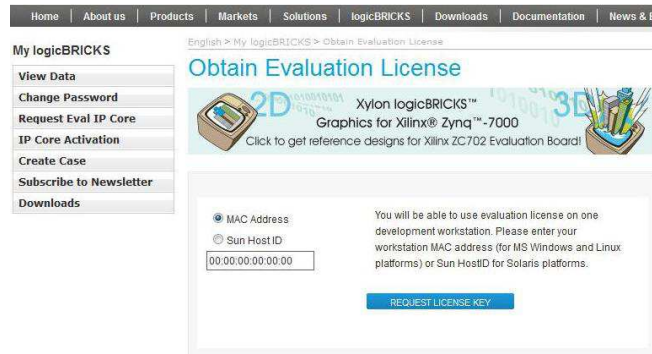 Home | About us | Products | Markets | Solutions | logicBRICKS | Downloads | Documentation | News &
My logicBRICKS
View Data
Change Password
Request Eval IP Core
IP Core Activation
Create Case
Subscribe to Newsletter
Downloads
English > My logicBRICKS > Obtain Evaluation License
Obtain Evaluation License
2D
3D
Xylon logicBRICKS™
Graphics for Xilinx® Zynq™-7000
Click to get reference designs for Xilinx ZC702 Evaluation Board!
MAC Address
Sun Host ID
00:00:00:00:00:00
You will be able to use evaluation license on one
development workstation. Please enter your
workstation MAC address (for MS Windows and Linux
platforms) or Sun HostID for Solaris platforms.
REQUEST LICENSE KEY